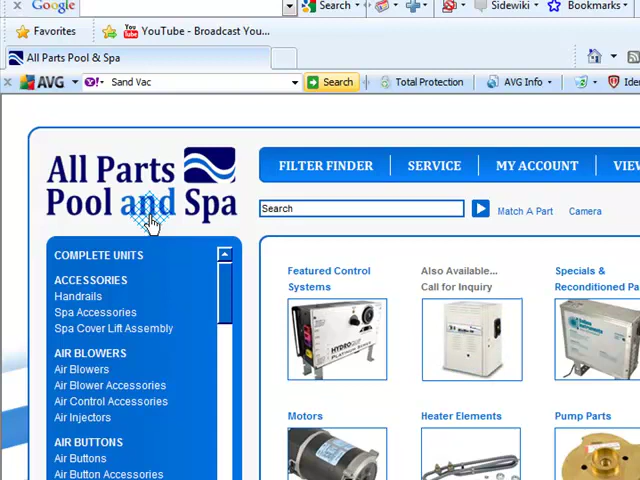 Google Search Sidewiki Bookmarks
Favorites YouTube - Broadcast You...
All Parts Pool & Spa
AVG Y! Sand Vac Search Total Protection AVG Info
All Parts
Pool and Spa
FILTER FINDER SERVICE MY ACCOUNT
Search Match A Part Camera
COMPLETE UNITS
ACCESSORIES
Handrails
Spa Accessories
Spa Cover Lift Assembly
AIR BLOWERS
Air Blowers
Air Blower Accessories
Air Control Accessories
Air Injectors
AIR BUTTONS
Air Buttons
Air Button Accessories
Featured Control
Systems
Also Available...
Call for Inquiry
Specials &
Reconditioned Pa
HYDROQUIP
PLATINUM SERIES
Motors
Heater Elements
Pump Parts